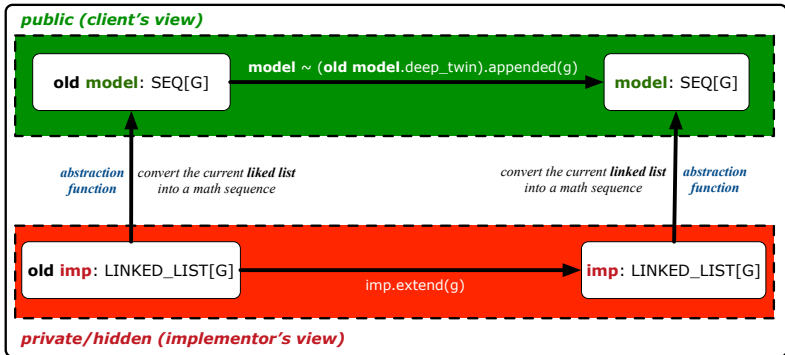 public (client's view)
old model: SEQ[G]
model ~ (old model.deep_twin).appended(g)
model: SEQ[G]
abstraction
function
convert the current liked list
into a math sequence
convert the current linked list
into a math sequence
abstraction
function
old imp: LINKED_LIST[G]
imp.extend(g)
imp: LINKED_LIST[G]
private/hidden (implementor's view)